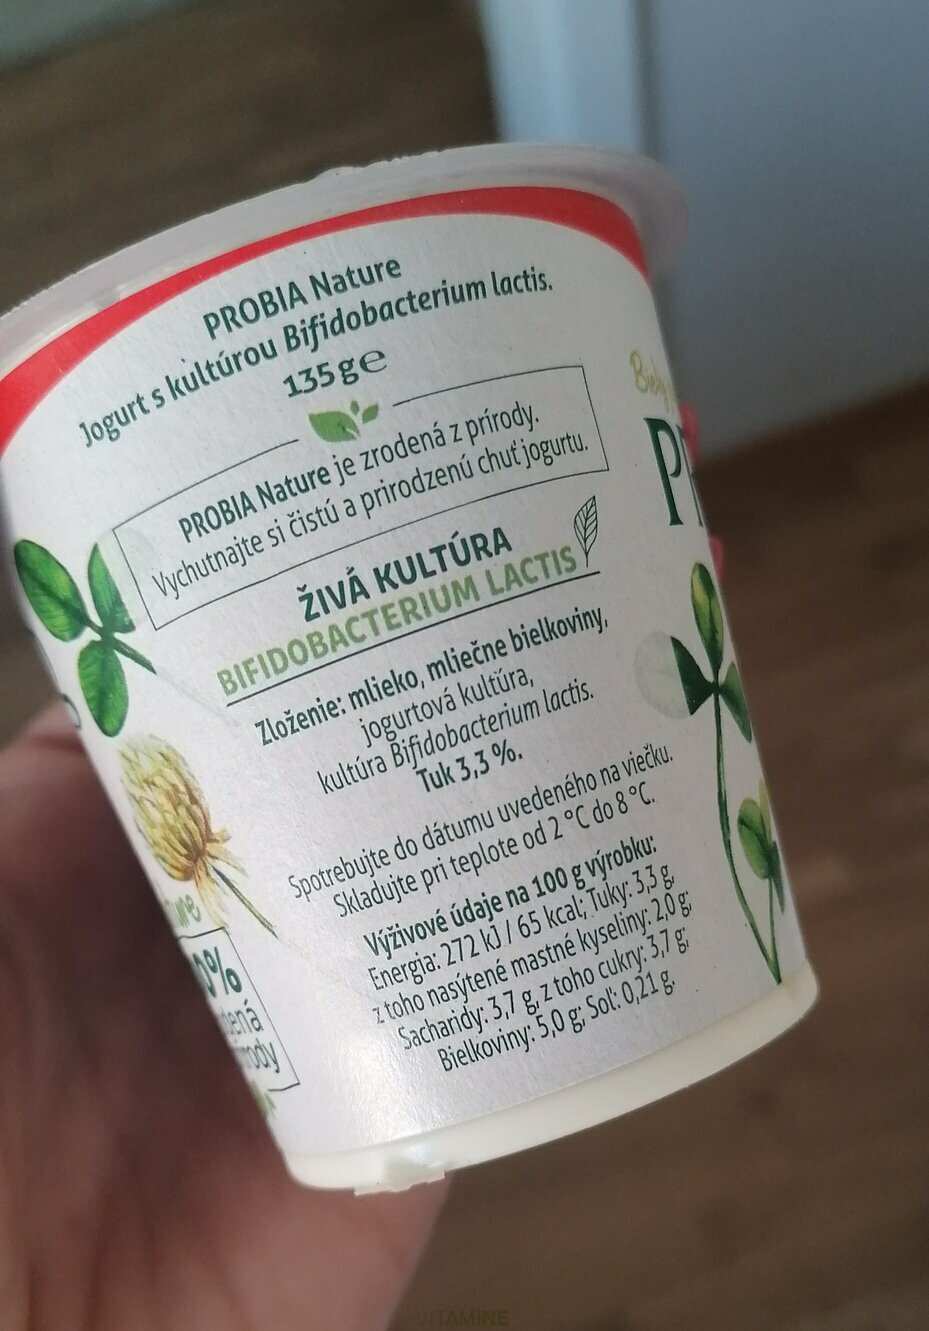 PROBIA Nature
Jogurt s kultúrou Bifidobacterium lactis.
135 g e
PROBIA Nature je zrodená z prírody.
Vychutnajte si čistú a prirodzenú chuť jogurtu.
ŽIVÁ KULTÚRA
BIFIDOBACTERIUM LACTIS
Zloženie: mlieko, mliečne bielkoviny,
jogurtová kultúra,
kultúra Bifidobacterium lactis.
Tuk 3,3 %.
Spotrebujte do dátumu uvedeného na viečku.
Skladujte pri teplote od 2 °C do 8 °C.
Výživové údaje na 100 g výrobku:
Energia: 272 kJ / 65 kcal; Tuky: 3,3 g,
z toho nasýtené mastné kyseliny: 2,0 g;
Sacharidy: 3,7 g, z toho cukry: 3,7 g;
Bielkoviny: 5,0 g; Soľ: 0,21 g.
Biely
VITAMINE